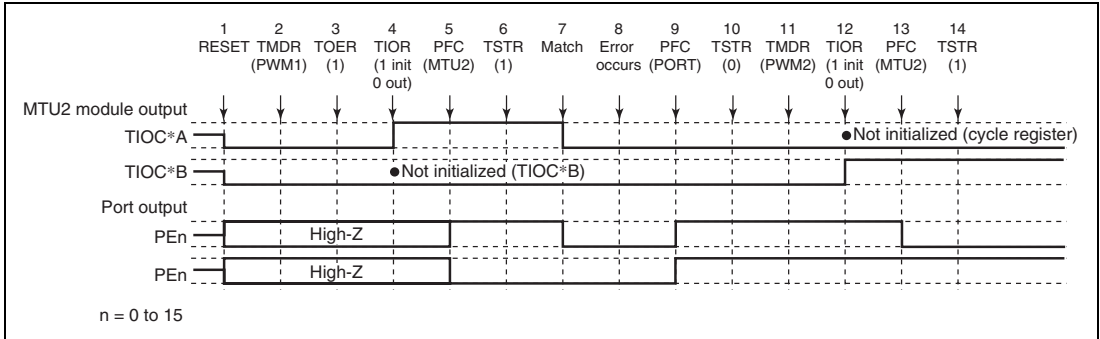 1 2 3 4 5 6 7 8 9 10 11 12 13 14
RESET TMDR TOER TIOR PFC TSTR Match Error PFC TSTR TMDR TIOR PFC TSTR
(PWM1) (1) (1 init (MTU2) (1) occurs (PORT) (0) (PWM2) (1 init (MTU2) (1)
0 out) 0 out)
MTU2 module output
TIOC*A
●Not initialized (cycle register)
TIOC*B
●Not initialized (TIOC*B)
Port output
PEn
High-Z
PEn
High-Z
n = 0 to 15